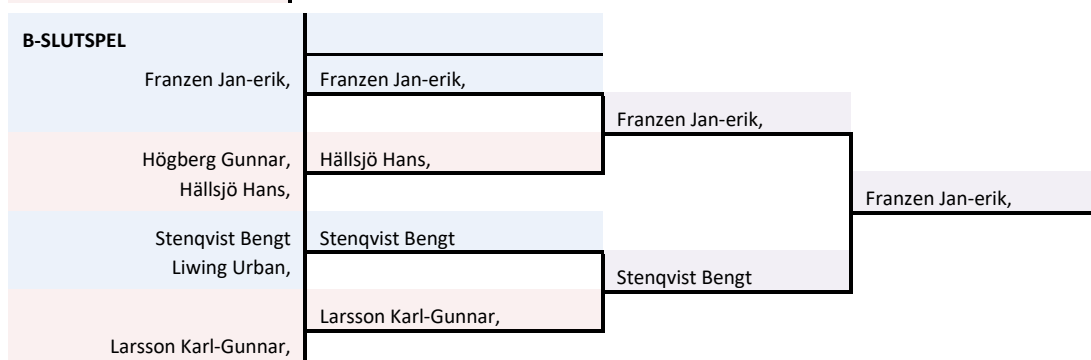 B-SLUTSPEL
Franzen Jan-erik,
Franzen Jan-erik,
Franzen Jan-erik,
Högberg Gunnar,
Hällsjö Hans,
Hällsjö Hans,
Franzen Jan-erik,
Stenqvist Bengt
Stenqvist Bengt
Liwing Urban,
Stenqvist Bengt
Larsson Karl-Gunnar,
Larsson Karl-Gunnar,